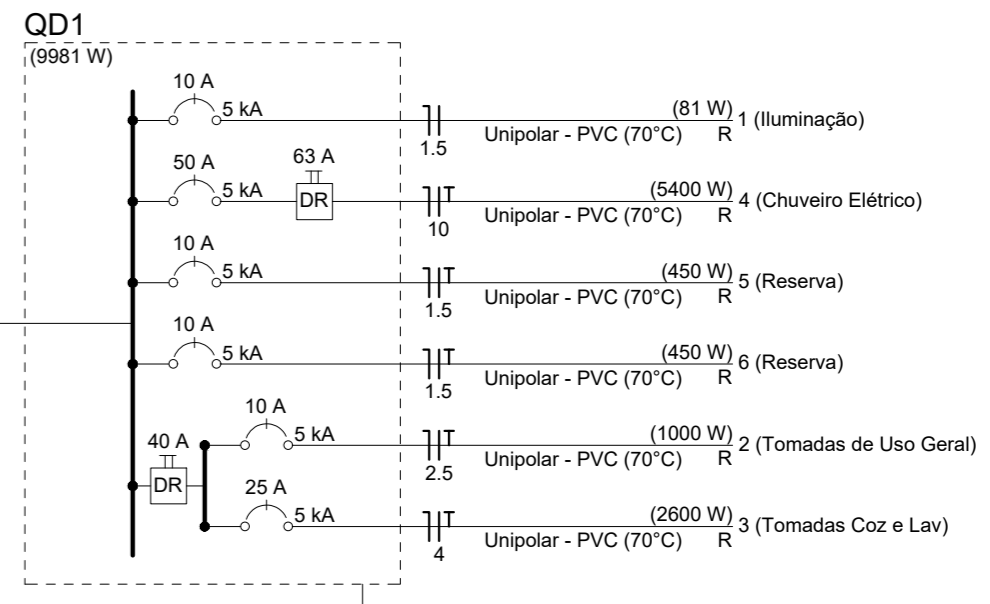 QD1
(9981 W)
10 A
5 kA
1.5
Unipolar - PVC (70°C)
(81 W)
R
1 (Iluminação)
50 A
5 kA
63 A
DR
10
Unipolar - PVC (70°C)
(5400 W)
R
4 (Chuveiro Elétrico)
10 A
5 kA
1.5
Unipolar - PVC (70°C)
(450 W)
R
5 (Reserva)
10 A
5 kA
1.5
Unipolar - PVC (70°C)
(450 W)
R
6 (Reserva)
40 A
DR
10 A
5 kA
2.5
Unipolar - PVC (70°C)
(1000 W)
R
2 (Tomadas de Uso Geral)
25 A
5 kA
4
Unipolar - PVC (70°C)
(2600 W)
R
3 (Tomadas Coz e Lav)